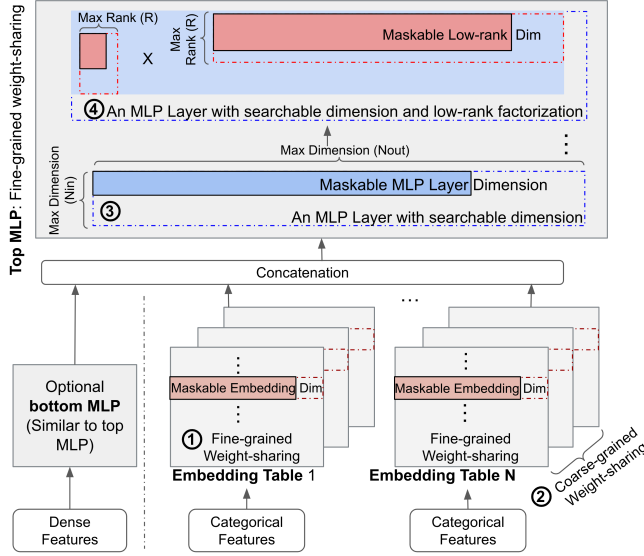 Top MLP: Fine-grained weight-sharing
Max Rank (R)
X
Max
Rank (R)
Maskable Low-rank
Dim
④ An MLP Layer with searchable dimension and low-rank factorization
⋮
Max Dimension (Nout)
Max Dimension
(Nin)
Maskable MLP Layer
Dimension
③
An MLP Layer with searchable dimension
Concatenation
...
Optional
bottom MLP
(Similar to top
MLP)
⋮
Maskable Embedding
Dim
⋮
① Fine-grained
Weight-sharing
Embedding Table 1
⋮
Maskable Embedding
Dim
⋮
Fine-grained
Weight-sharing
Embedding Table N
② Coarse-grained
Weight-sharing
Dense
Features
Categorical
Features
Categorical
Features